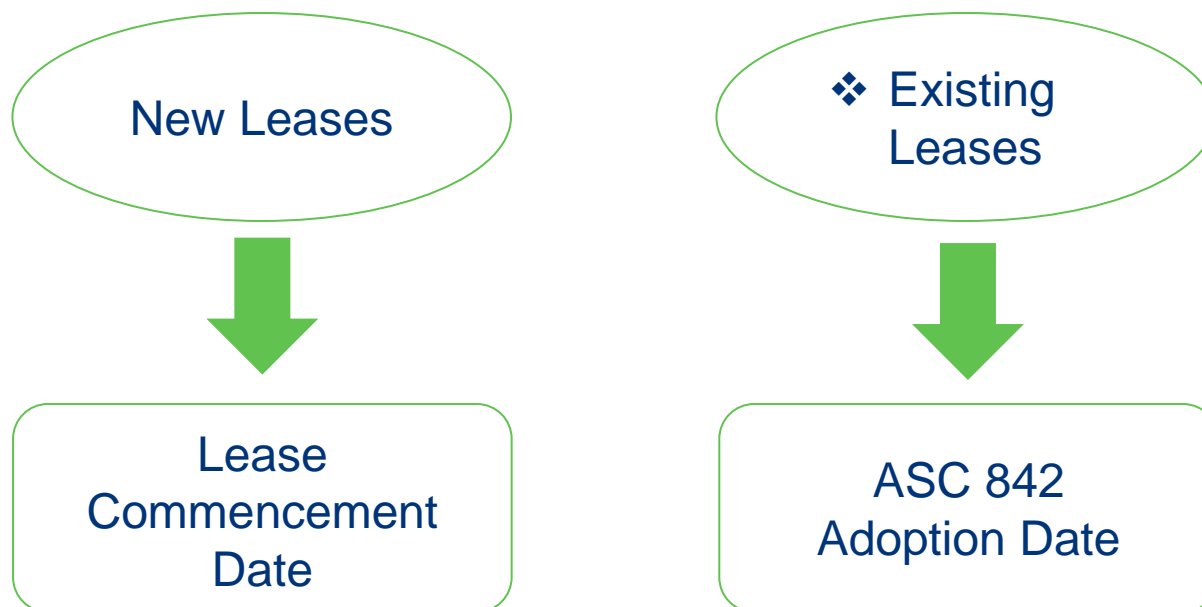 New Leases
❖ Existing
Leases
Lease
Commencement
Date
ASC 842
Adoption Date